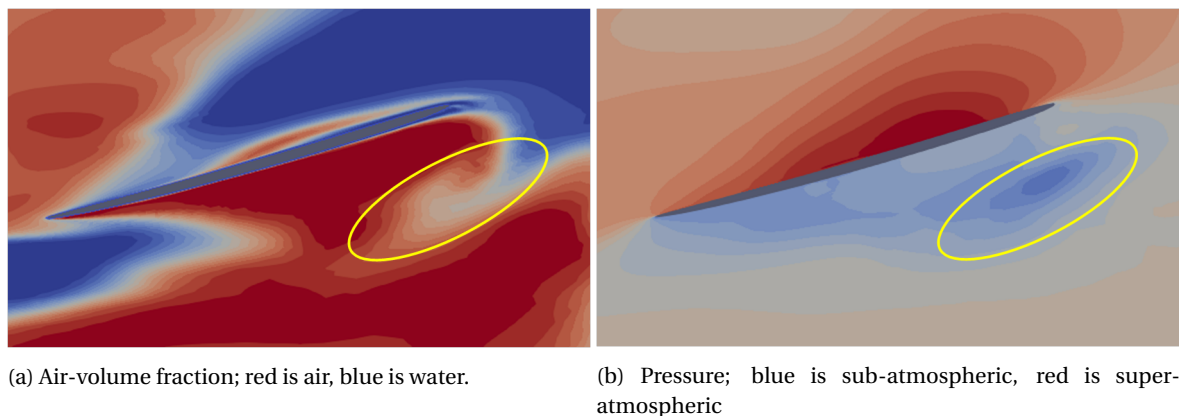 (a) Air-volume fraction; red is air, blue is water.
(b) Pressure; blue is sub-atmospheric, red is super-
atmospheric